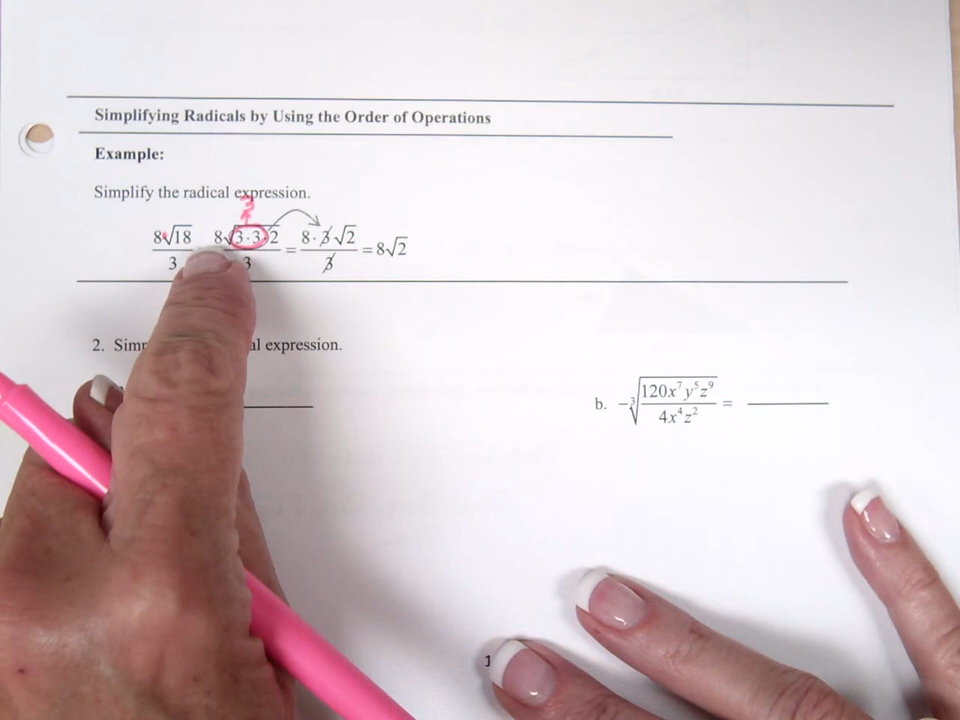 Simplifying Radicals by Using the Order of Operations
Example:
Simplify the radical expression.
3
8√18 / 3 8√3·3·2 / 3 = 8·3√2 / 3 = 8√2
2. al expression.
b. -∛(120x⁷y⁵z⁹ / 4x⁴z²) = ______